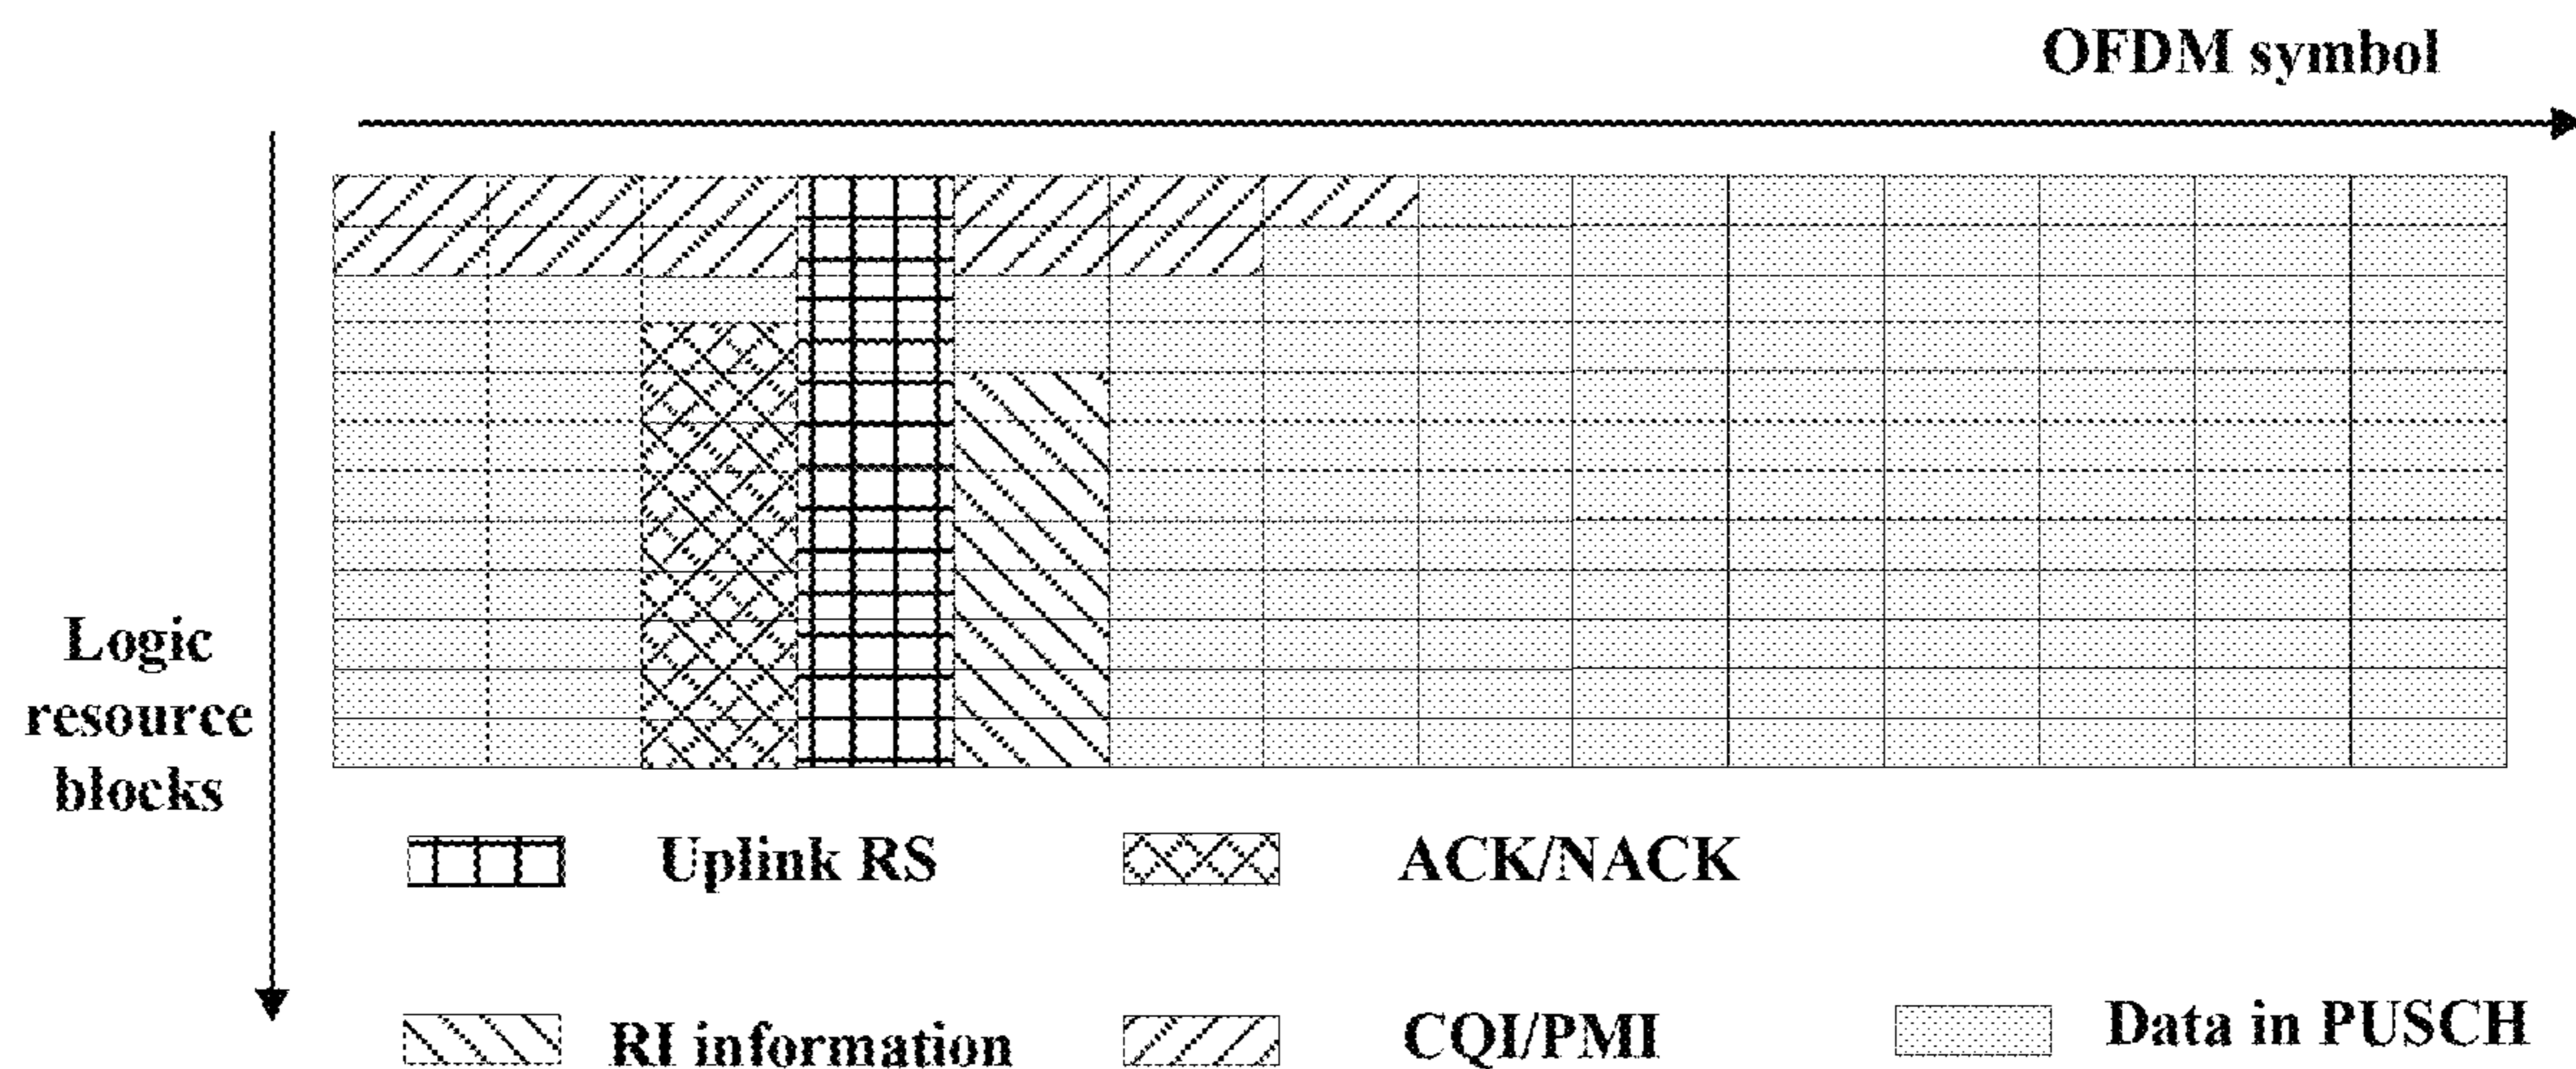 OFDM symbol
Logic
resource
blocks
Uplink RS
ACK/NACK
RI information
CQI/PMI
Data in PUSCH